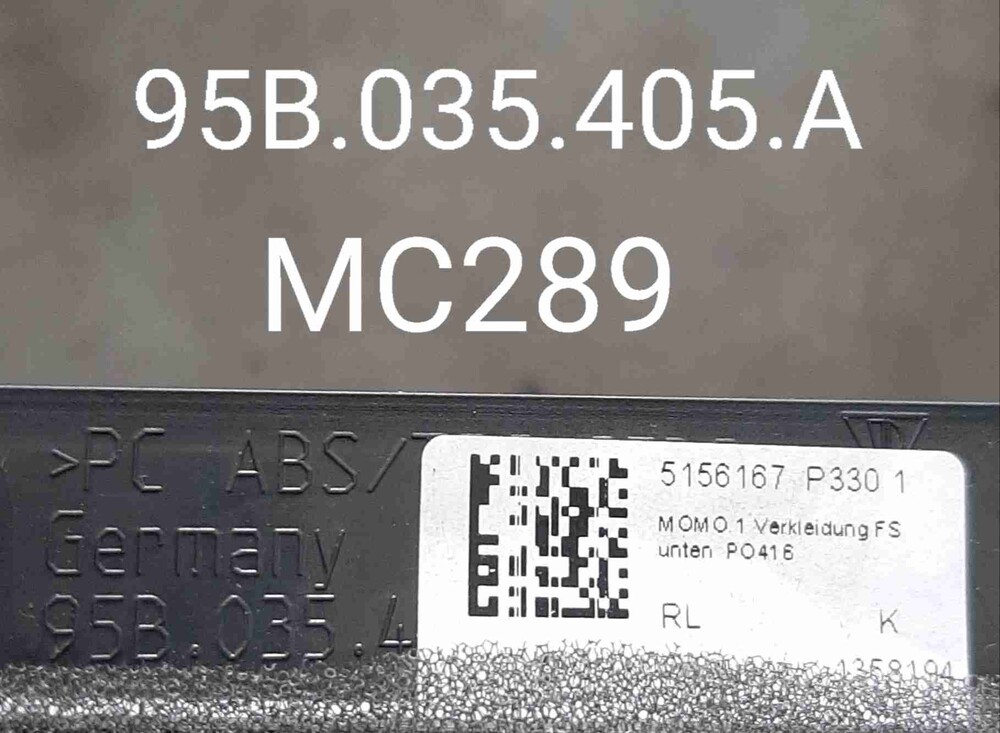 95B.035.405.A
MC289
>PC ABS/
Germany
95B.035.4
5156167 P330 1
MOMO.1 Verkleidung FS
unten PO416
RL K
1358194